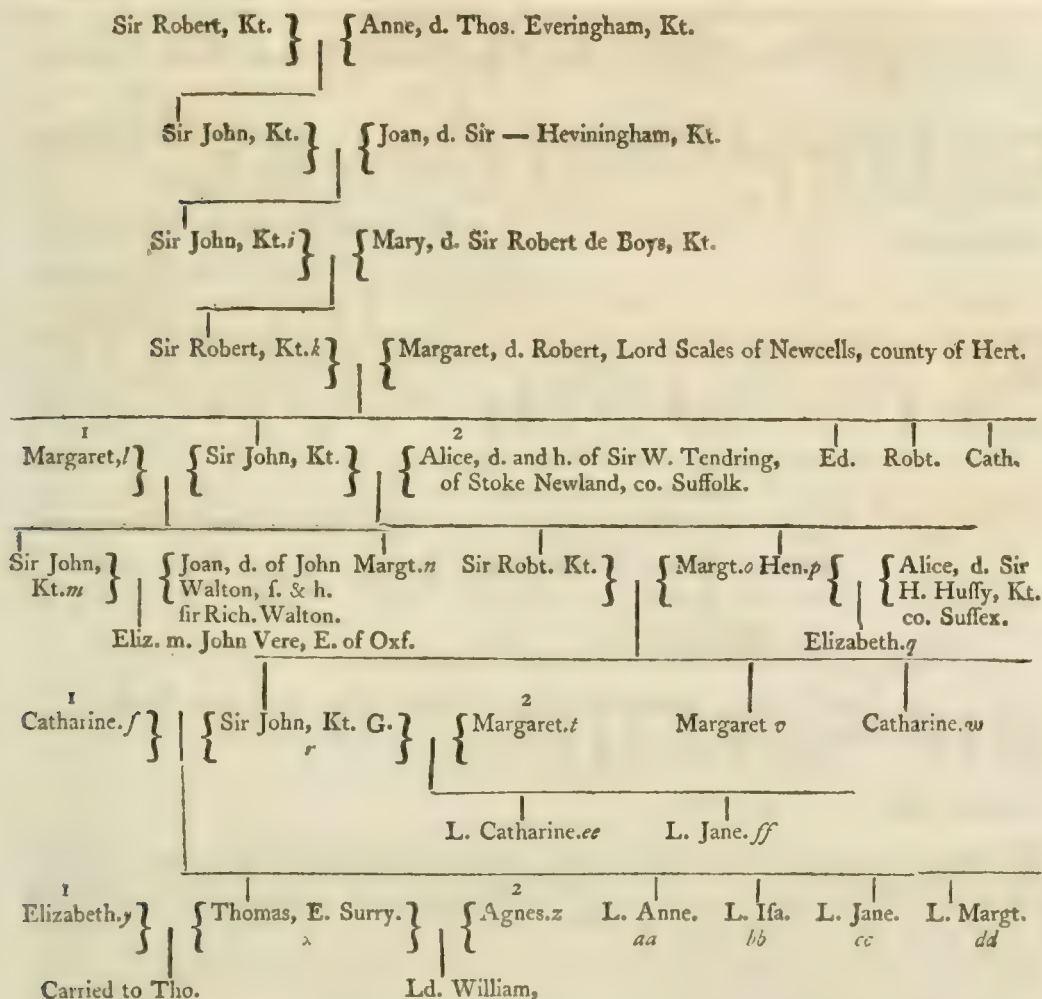 Sir Robert, Kt. } { Anne, d. Thos. Everingham, Kt.
Sir John, Kt. } { Joan, d. Sir — Heviningham, Kt.
Sir John, Kt.i } { Mary, d. Sir Robert de Boys, Kt.
Sir Robert, Kt.k } { Margaret, d. Robert, Lord Scales of Newcells, county of Hert.
1 2
Margaret,l } { Sir John, Kt. } { Alice, d. and h. of Sir W. Tendring, Ed. Robt. Cath.
of Stoke Newland, co. Suffolk.
Sir John, } { Joan, d. of John Margt.n Sir Robt. Kt. } { Margt.o Hen.p } { Alice, d. Sir
Kt.m Walton, ſ. & h. H. Huſſy, Kt.
ſir Rich. Walton. co. Suſſex.
Eliz. m. John Vere, E. of Oxf. Elizabeth.q
1 2
Catharine.ſ } { Sir John, Kt. G. } { Margaret.t Margaret v Catharine.w
r
L. Catharine.ee L. Jane.ff
1 2
Elizabeth.y } { Thomas, E. Surry. } { Agnes.z L. Anne. L. Iſa. L. Jane. L. Margt.
x aa bb cc dd
Carried to Tho. Ld. William,